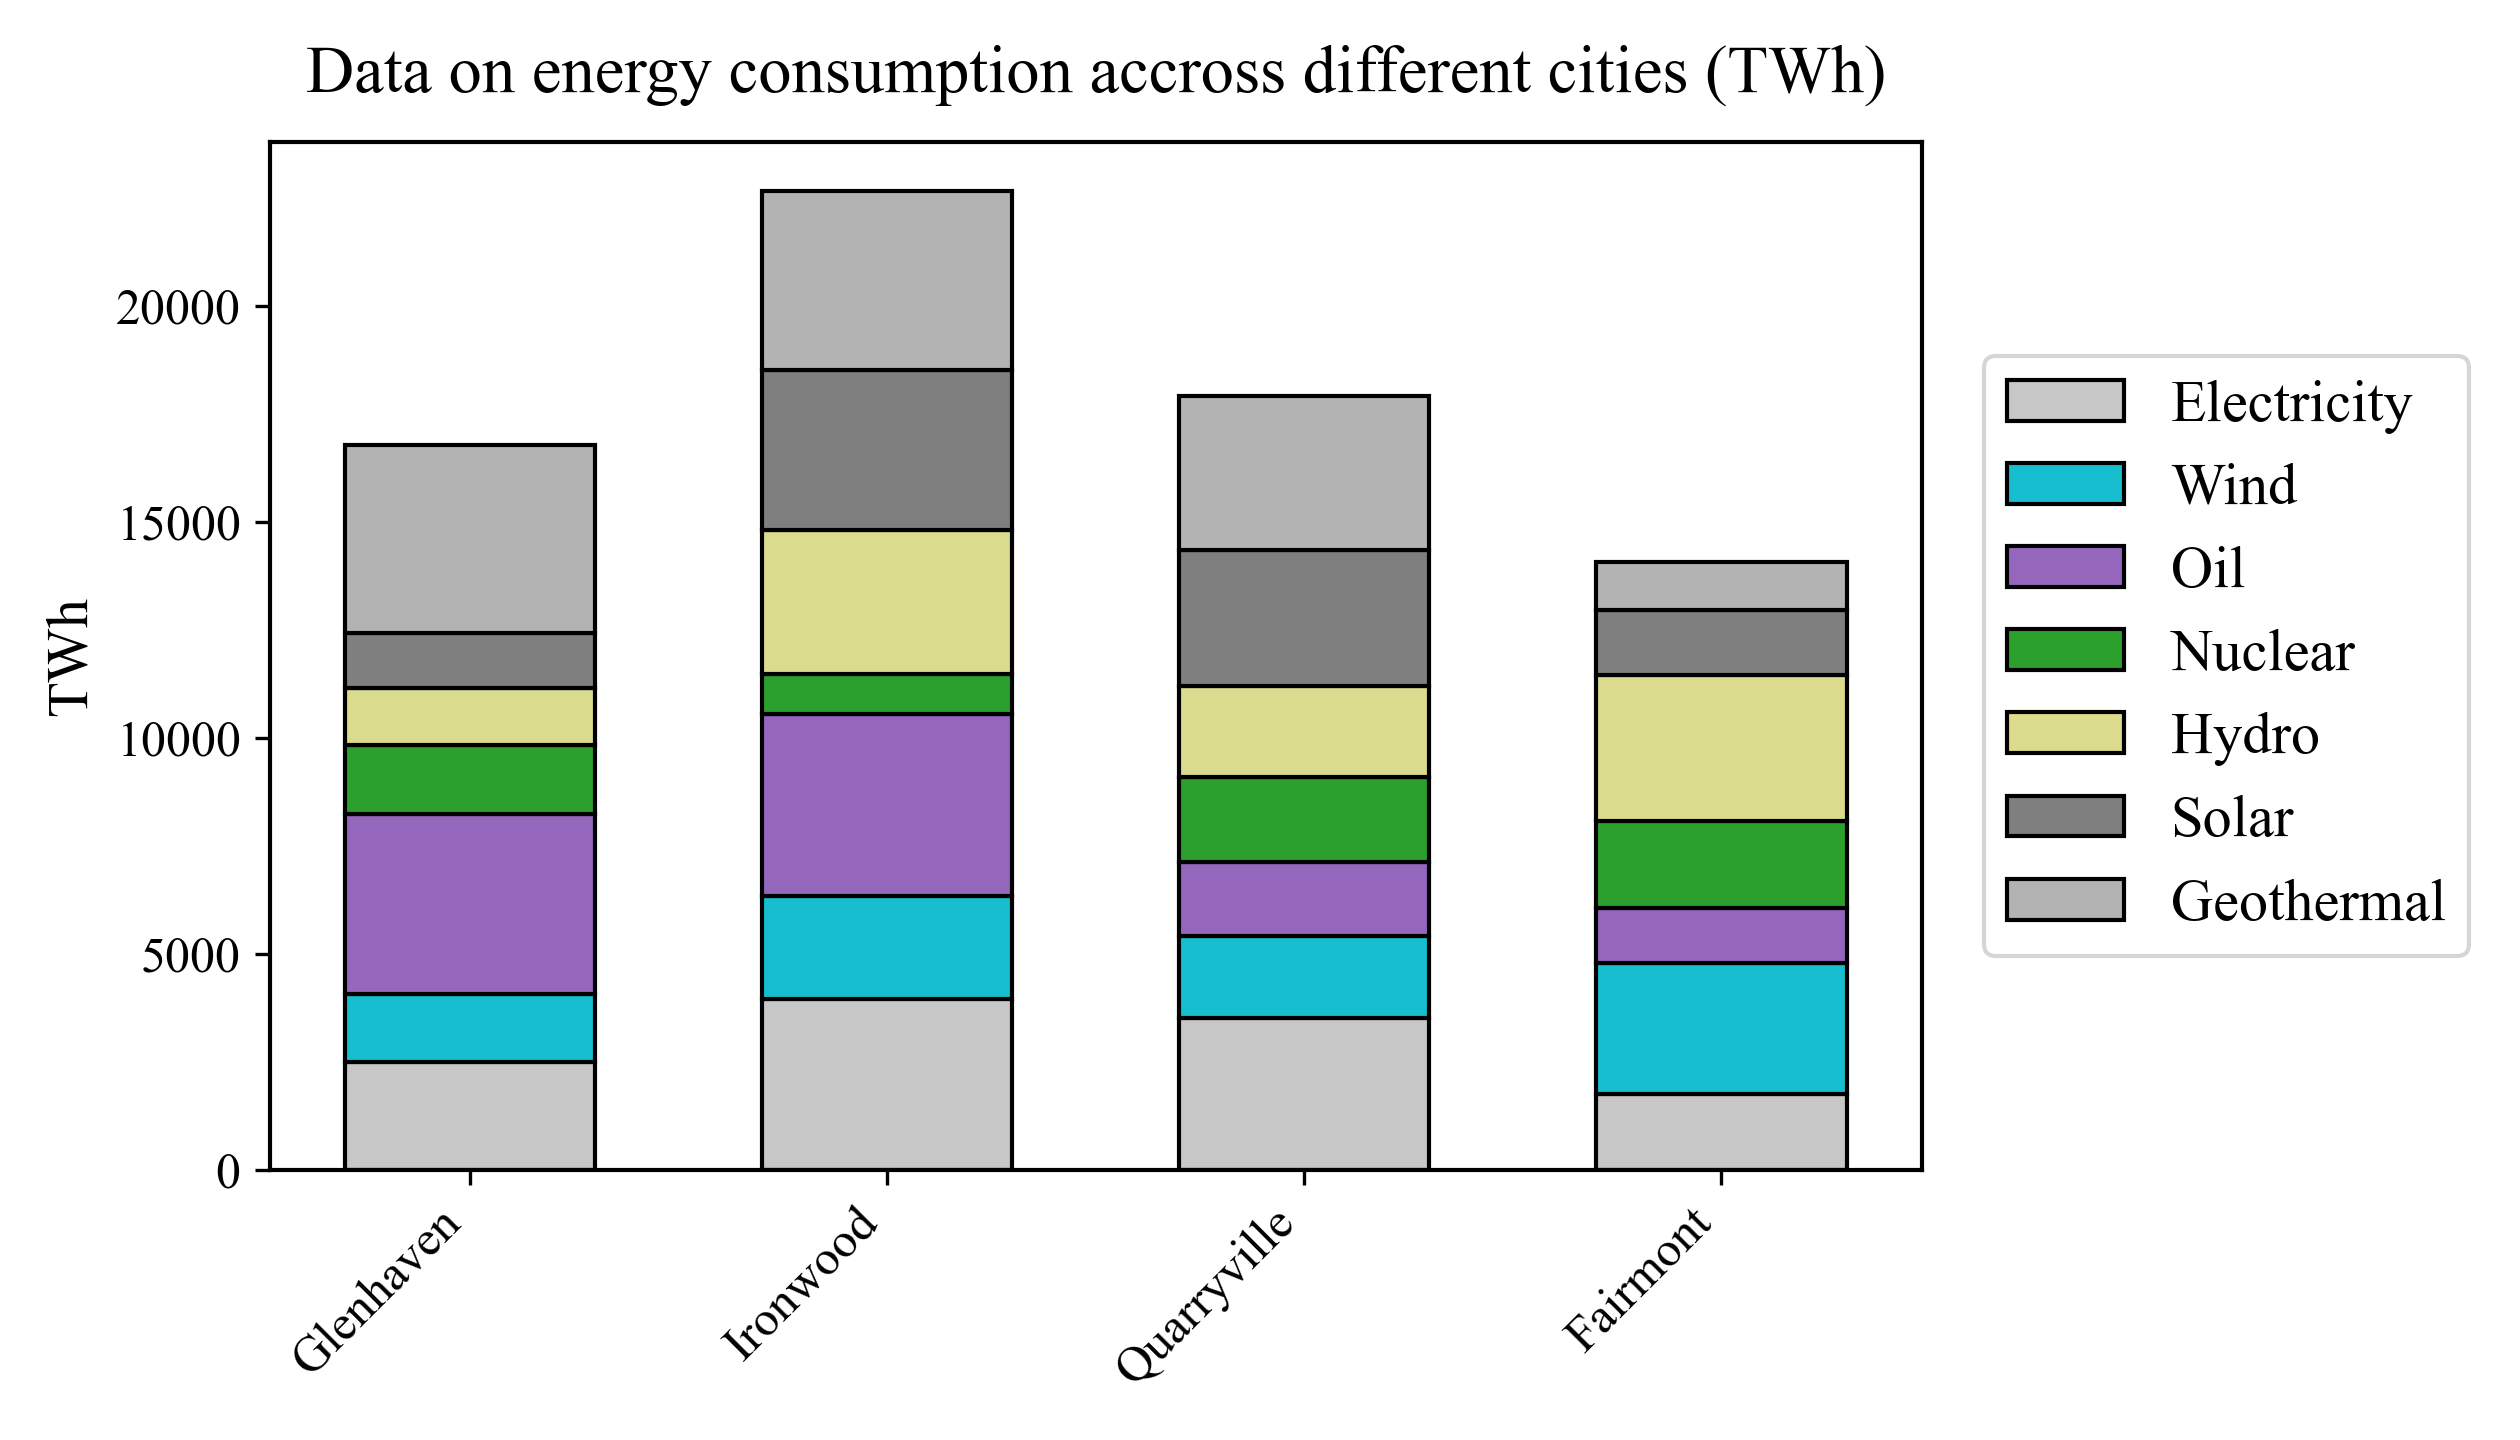 Data on energy consumption accross different cities (TWh)
TWh
20000
15000
10000
5000
0
Glenhaven
Ironwood
Quarryville
Fairmont
Electricity
Wind
Oil
Nuclear
Hydro
Solar
Geothermal